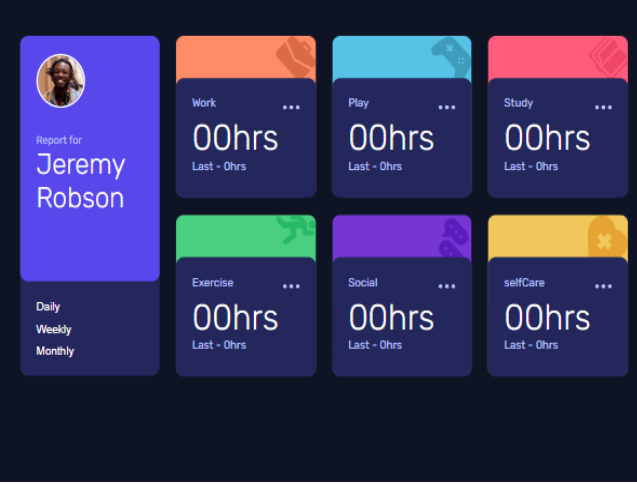 Report for
Jeremy
Robson
Daily
Weekly
Monthly
Work
00hrs
Last - 0hrs
Play
00hrs
Last - 0hrs
Study
00hrs
Last - 0hrs
Exercise
00hrs
Last - 0hrs
Social
00hrs
Last - 0hrs
selfCare
00hrs
Last - 0hrs